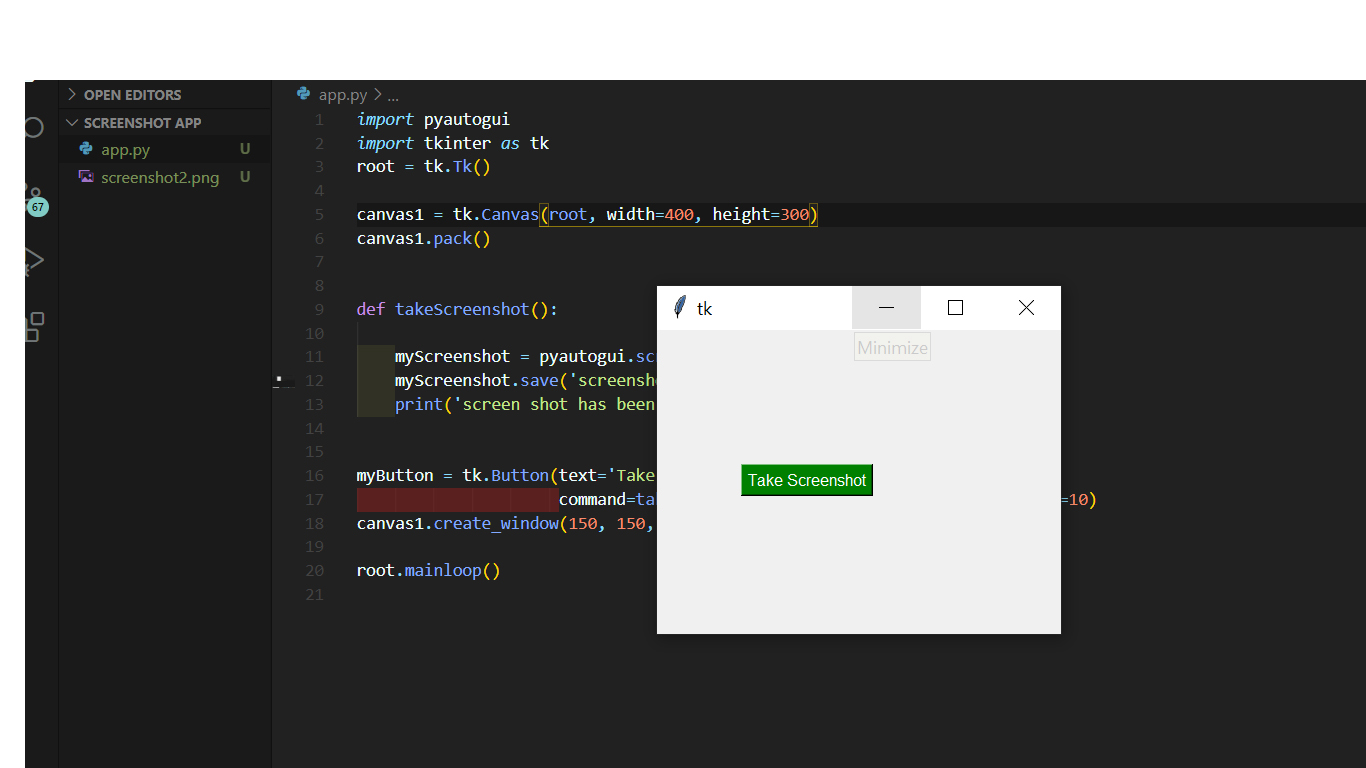 OPEN EDITORS
SCREENSHOT APP
app.py U
screenshot2.png U
67
app.py > ...
1 import pyautogui
2 import tkinter as tk
3 root = tk.Tk()
4
5 canvas1 = tk.Canvas(root, width=400, height=300)
6 canvas1.pack()
7
8
9 def takeScreenshot():
10
11 myScreenshot = pyautogui.sc
12 myScreenshot.save('screensh
13 print('screen shot has been
14
15
16 myButton = tk.Button(text='Take
17 command=ta =10)
18 canvas1.create_window(150, 150,
19
20 root.mainloop()
21
tk
Minimize
Take Screenshot